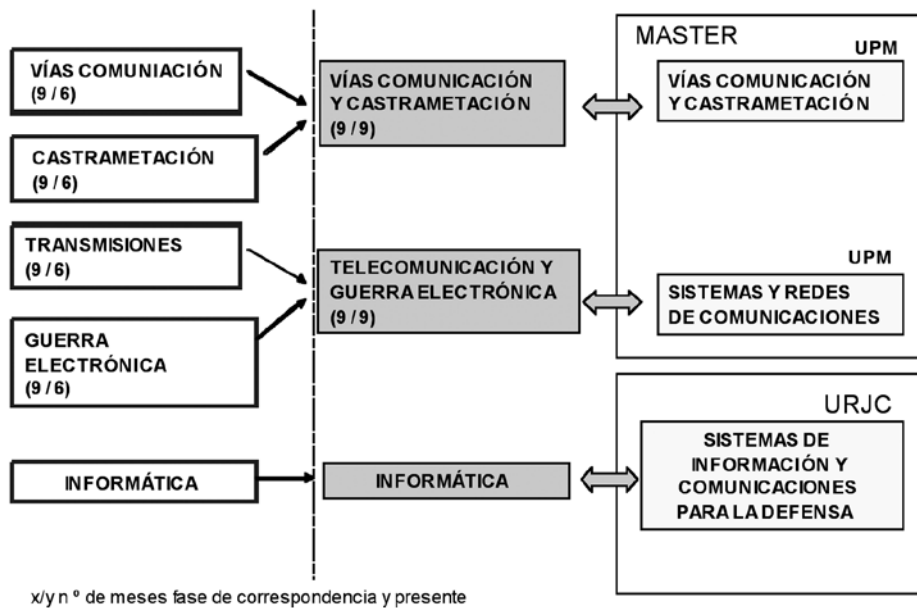 VÍAS COMUNIACIÓN
(9 / 6)
CASTRAMETACIÓN
(9 / 6)
TRANSMISIONES
(9 / 6)
GUERRA
ELECTRÓNICA
(9 / 6)
INFORMÁTICA
VÍAS COMUNICACIÓN
Y CASTRAMETACIÓN
(9 / 9)
TELECOMUNICACIÓN Y
GUERRA ELECTRÓNICA
(9 / 9)
INFORMÁTICA
MASTER
UPM
VÍAS COMUNICACIÓN
Y CASTRAMETACIÓN
UPM
SISTEMAS Y REDES
DE COMUNICACIONES
URJC
SISTEMAS DE
INFORMACIÓN Y
COMUNICACIONES
PARA LA DEFENSA
x/y n º de meses fase de correspondencia y presente